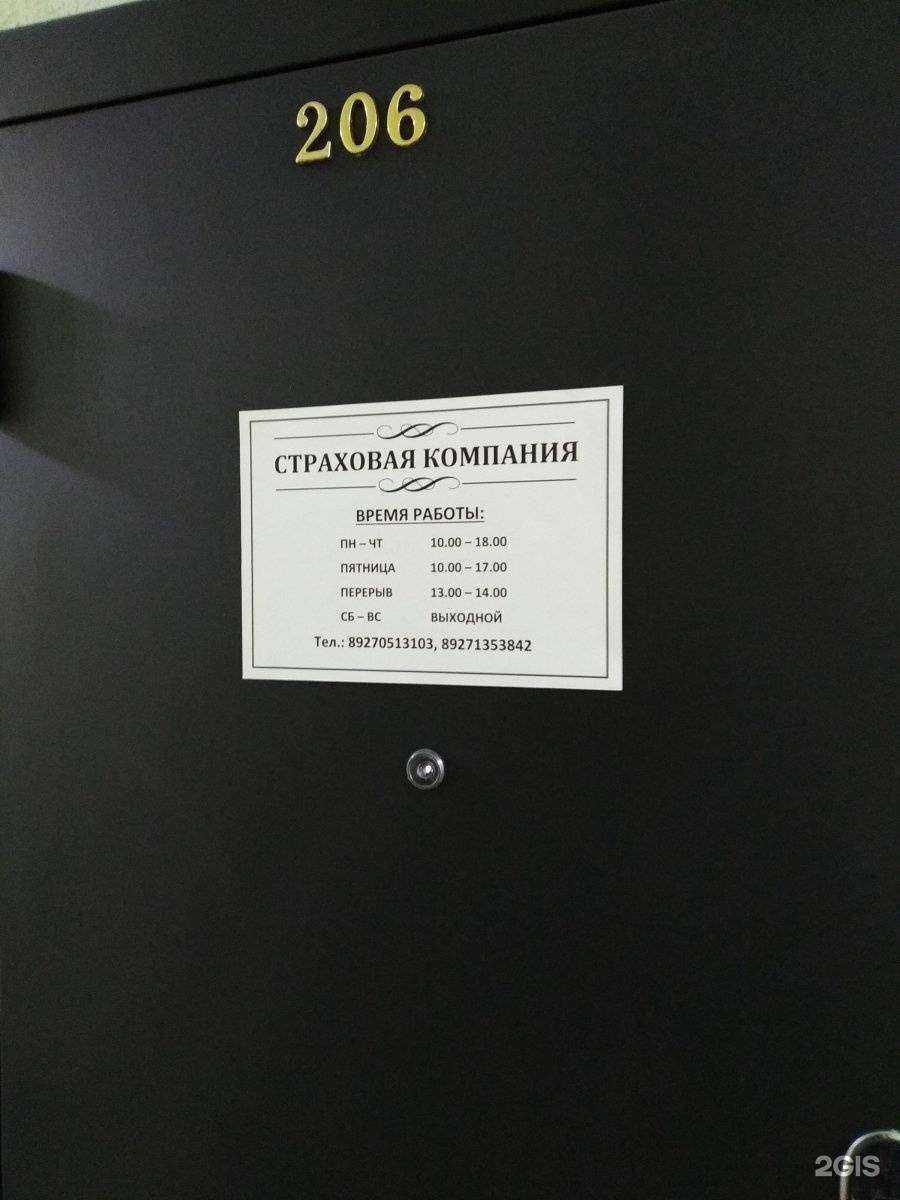 206
СТРАХОВАЯ КОМПАНИЯ
ВРЕМЯ РАБОТЫ:
ПН – ЧТ 10.00 – 18.00
ПЯТНИЦА 10.00 – 17.00
ПЕРЕРЫВ 13.00 – 14.00
СБ – ВС ВЫХОДНОЙ
Тел.: 89270513103, 89271353842
2GIS